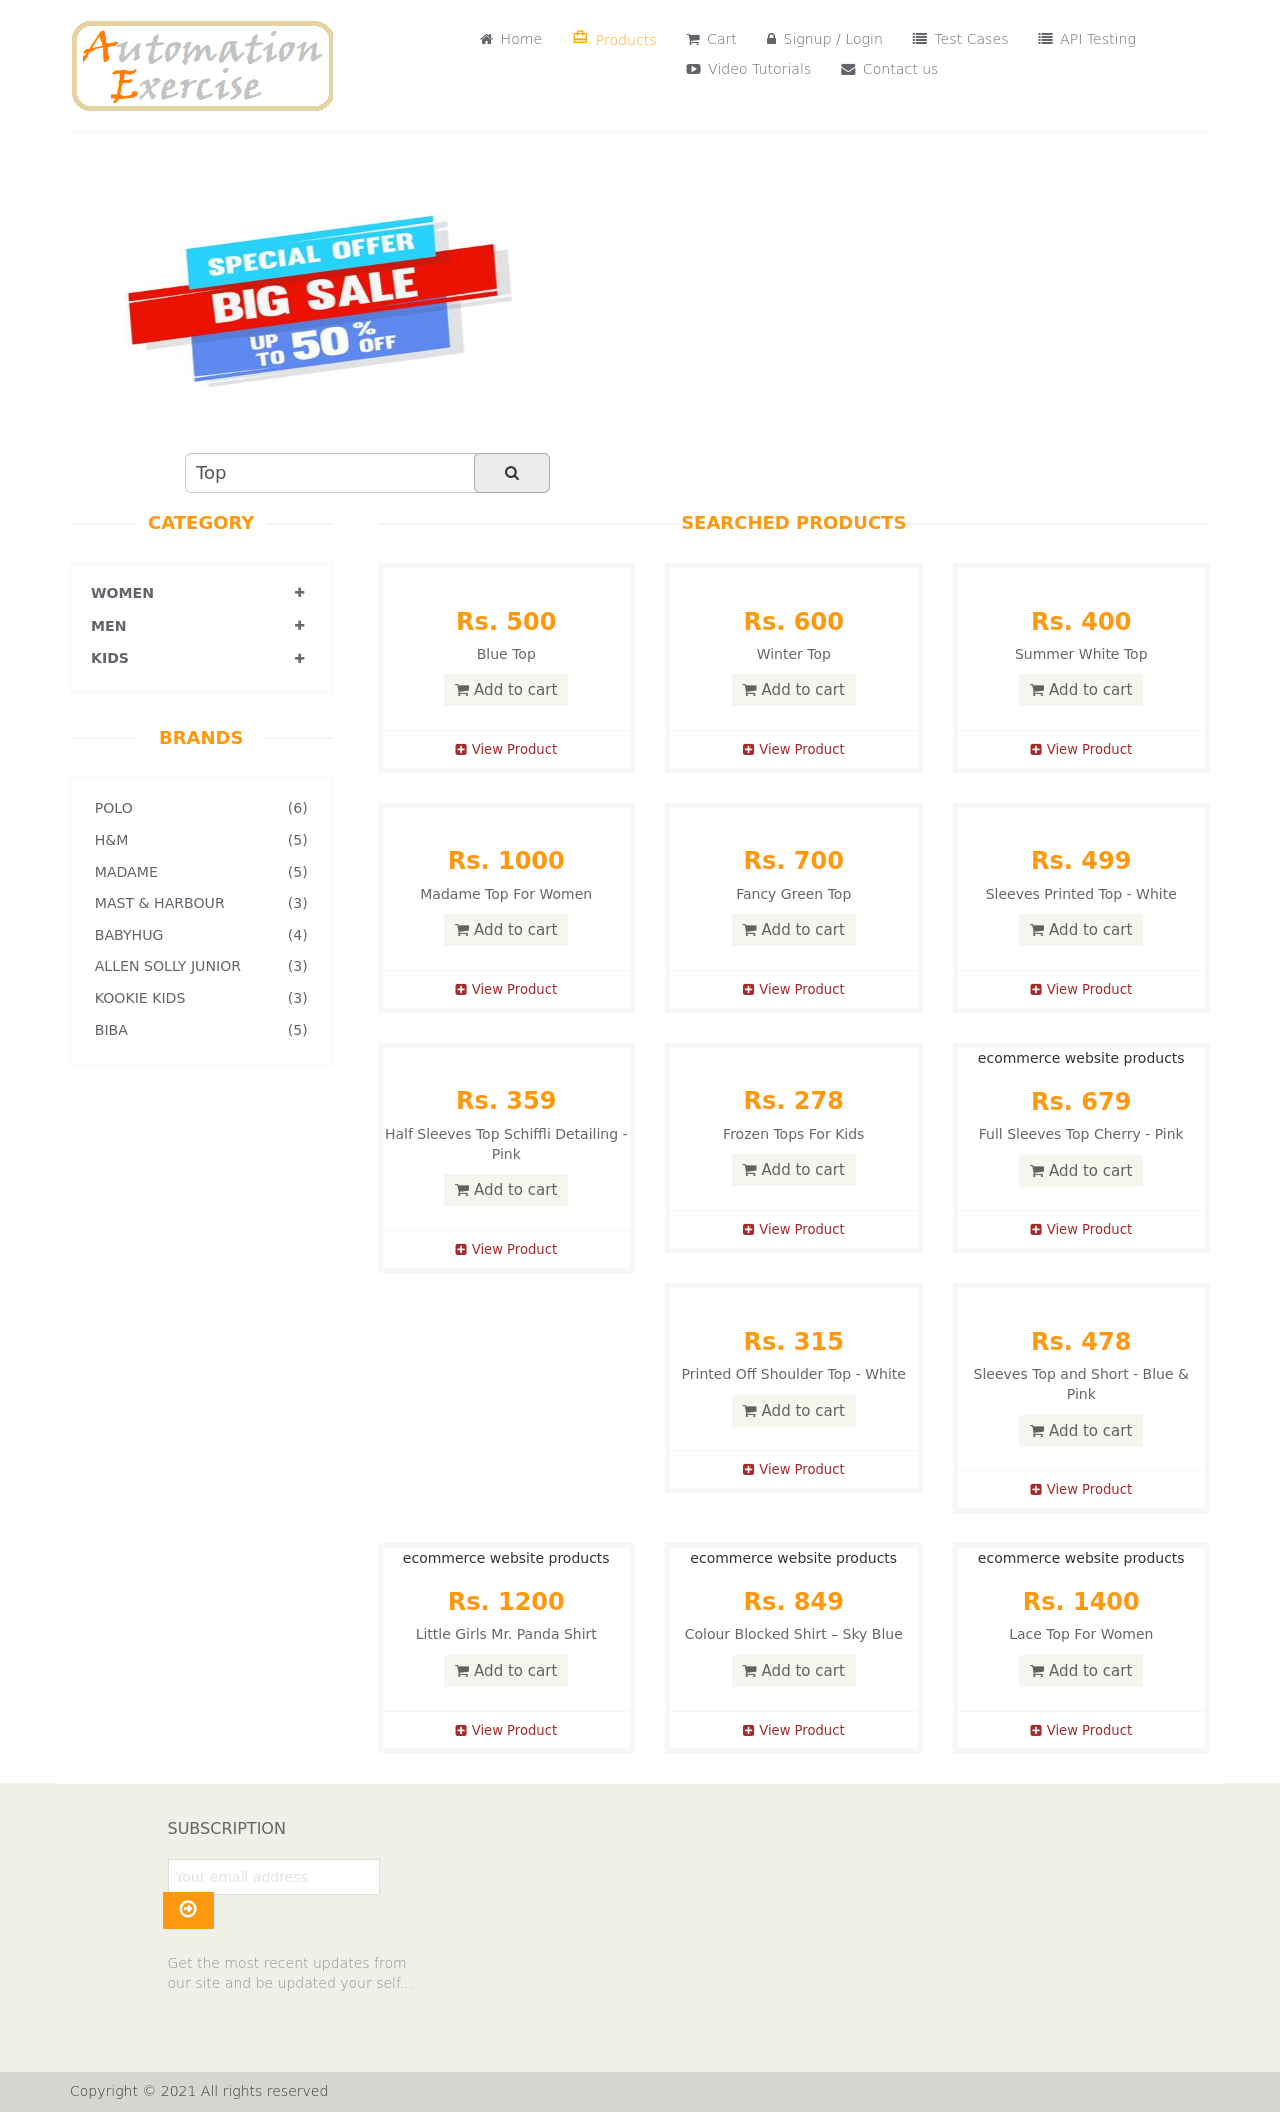 Automation
Exercise
Home
Products
Cart
Signup / Login
Test Cases
API Testing
Video Tutorials
Contact us
SPECIAL OFFER
BIG SALE
UP TO 50% OFF
Top
CATEGORY
WOMEN
MEN
KIDS
BRANDS
POLO (6)
H&M (5)
MADAME (5)
MAST & HARBOUR (3)
BABYHUG (4)
ALLEN SOLLY JUNIOR (3)
KOOKIE KIDS (3)
BIBA (5)
SEARCHED PRODUCTS
Rs. 500
Blue Top
Add to cart
View Product
Rs. 600
Winter Top
Add to cart
View Product
Rs. 400
Summer White Top
Add to cart
View Product
Rs. 1000
Madame Top For Women
Add to cart
View Product
Rs. 700
Fancy Green Top
Add to cart
View Product
Rs. 499
Sleeves Printed Top - White
Add to cart
View Product
Rs. 359
Half Sleeves Top Schiffli Detailing -
Pink
Add to cart
View Product
Rs. 278
Frozen Tops For Kids
Add to cart
View Product
ecommerce website products
Rs. 679
Full Sleeves Top Cherry - Pink
Add to cart
View Product
Rs. 315
Printed Off Shoulder Top - White
Add to cart
View Product
Rs. 478
Sleeves Top and Short - Blue &
Pink
Add to cart
View Product
ecommerce website products
Rs. 1200
Little Girls Mr. Panda Shirt
Add to cart
View Product
ecommerce website products
Rs. 849
Colour Blocked Shirt – Sky Blue
Add to cart
View Product
ecommerce website products
Rs. 1400
Lace Top For Women
Add to cart
View Product
SUBSCRIPTION
Your email address
Get the most recent updates from
our site and be updated your self...
Copyright © 2021 All rights reserved